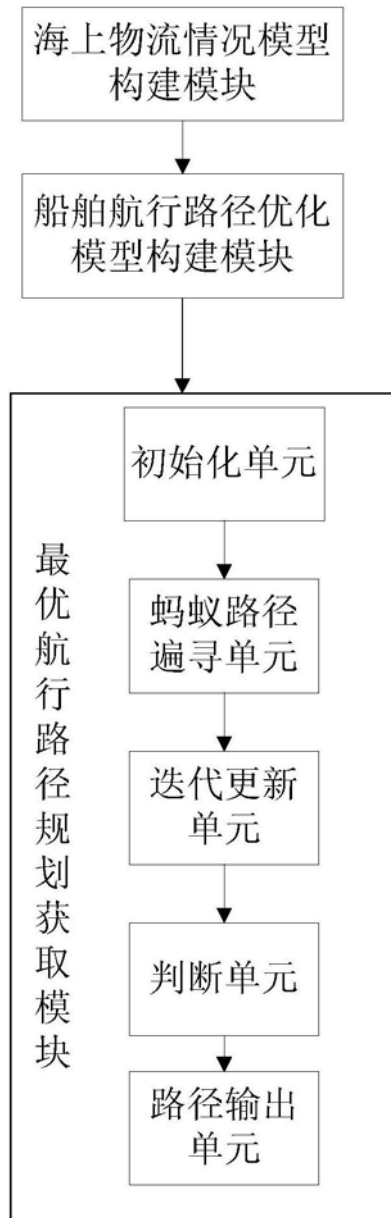 海上物流情况模型
构建模块
船舶航行路径优化
模型构建模块
最优航行路径规划获取模块
初始化单元
蚂蚁路径
遍寻单元
迭代更新
单元
判断单元
路径输出
单元